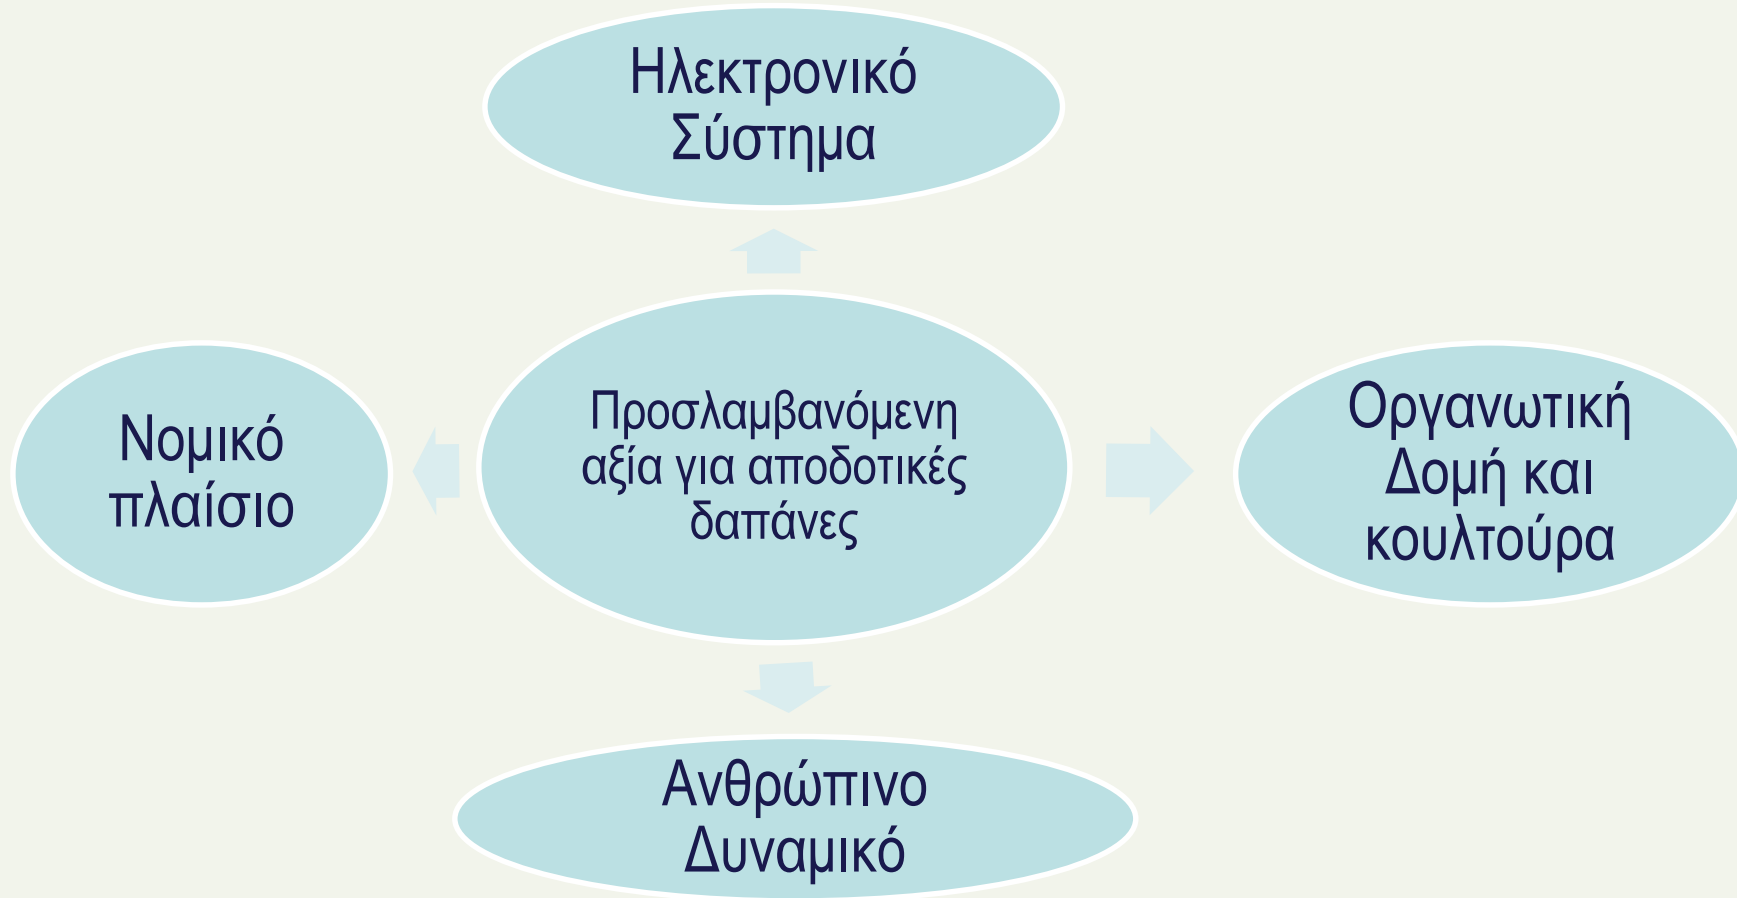 Ηλεκτρονικό
Σύστημα
Νομικό
πλαίσιο
Προσλαμβανόμενη
αξία για αποδοτικές
δαπάνες
Οργανωτική
Δομή και
κουλτούρα
Ανθρώπινο
Δυναμικό